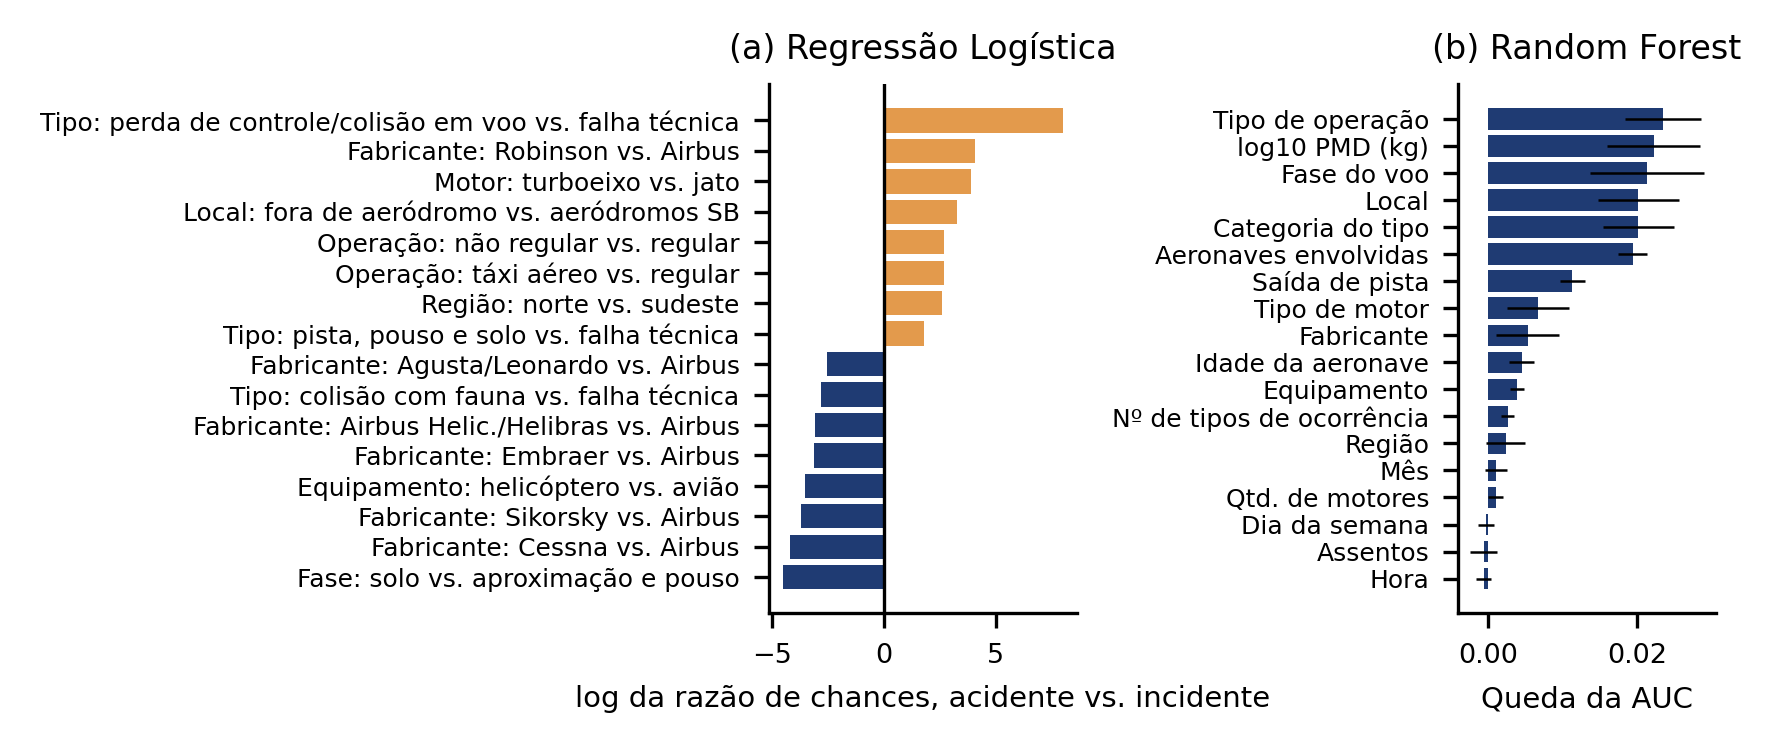 (a) Regressão Logística
Tipo: perda de controle/colisão em voo vs. falha técnica
Fabricante: Robinson vs. Airbus
Motor: turboeixo vs. jato
Local: fora de aeródromo vs. aeródromos SB
Operação: não regular vs. regular
Operação: táxi aéreo vs. regular
Região: norte vs. sudeste
Tipo: pista, pouso e solo vs. falha técnica
Fabricante: Agusta/Leonardo vs. Airbus
Tipo: colisão com fauna vs. falha técnica
Fabricante: Airbus Helic./Helibras vs. Airbus
Fabricante: Embraer vs. Airbus
Equipamento: helicóptero vs. avião
Fabricante: Sikorsky vs. Airbus
Fabricante: Cessna vs. Airbus
Fase: solo vs. aproximação e pouso
−5 0 5
log da razão de chances, acidente vs. incidente
(b) Random Forest
Tipo de operação
log10 PMD (kg)
Fase do voo
Local
Categoria do tipo
Aeronaves envolvidas
Saída de pista
Tipo de motor
Fabricante
Idade da aeronave
Equipamento
Nº de tipos de ocorrência
Região
Mês
Qtd. de motores
Dia da semana
Assentos
Hora
0.00 0.02
Queda da AUC